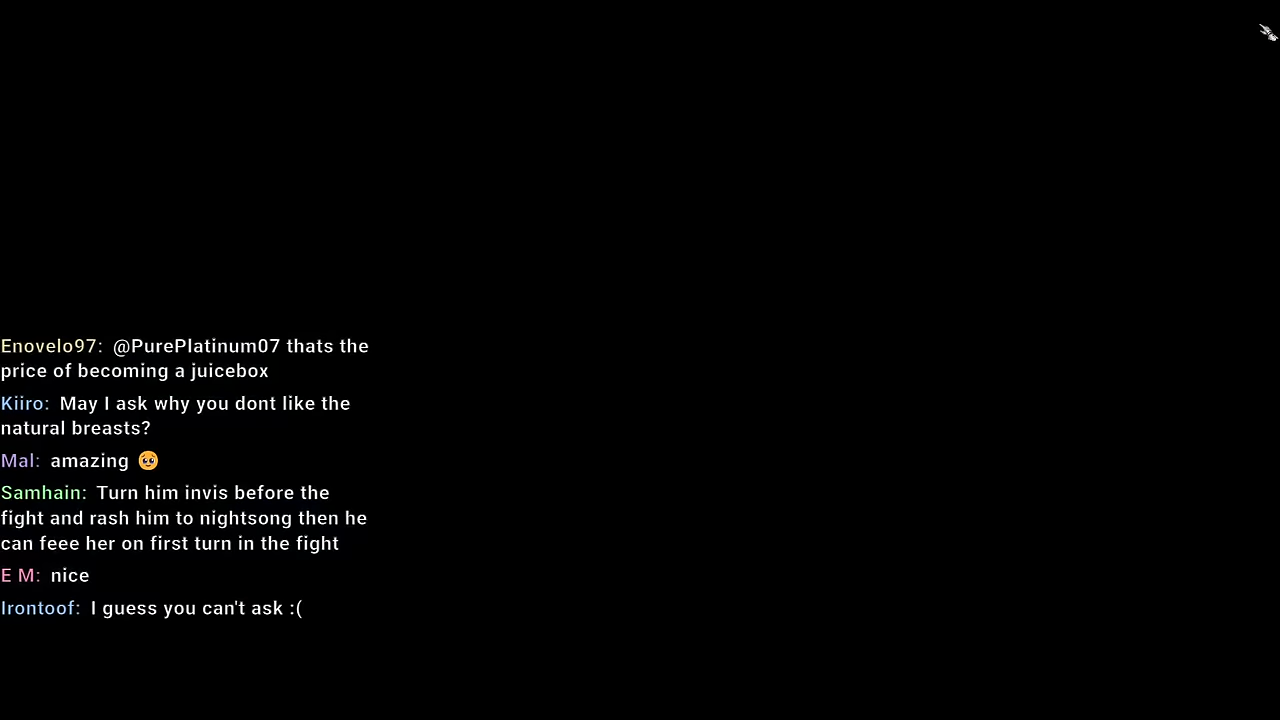 Enovelo97: @PurePlatinum07 thats the
price of becoming a juicebox
Kiiro: May I ask why you dont like the
natural breasts?
Mal: amazing 🥹
Samhain: Turn him invis before the
fight and rash him to nightsong then he
can feee her on first turn in the fight
E M: nice
Irontoof: I guess you can't ask :(